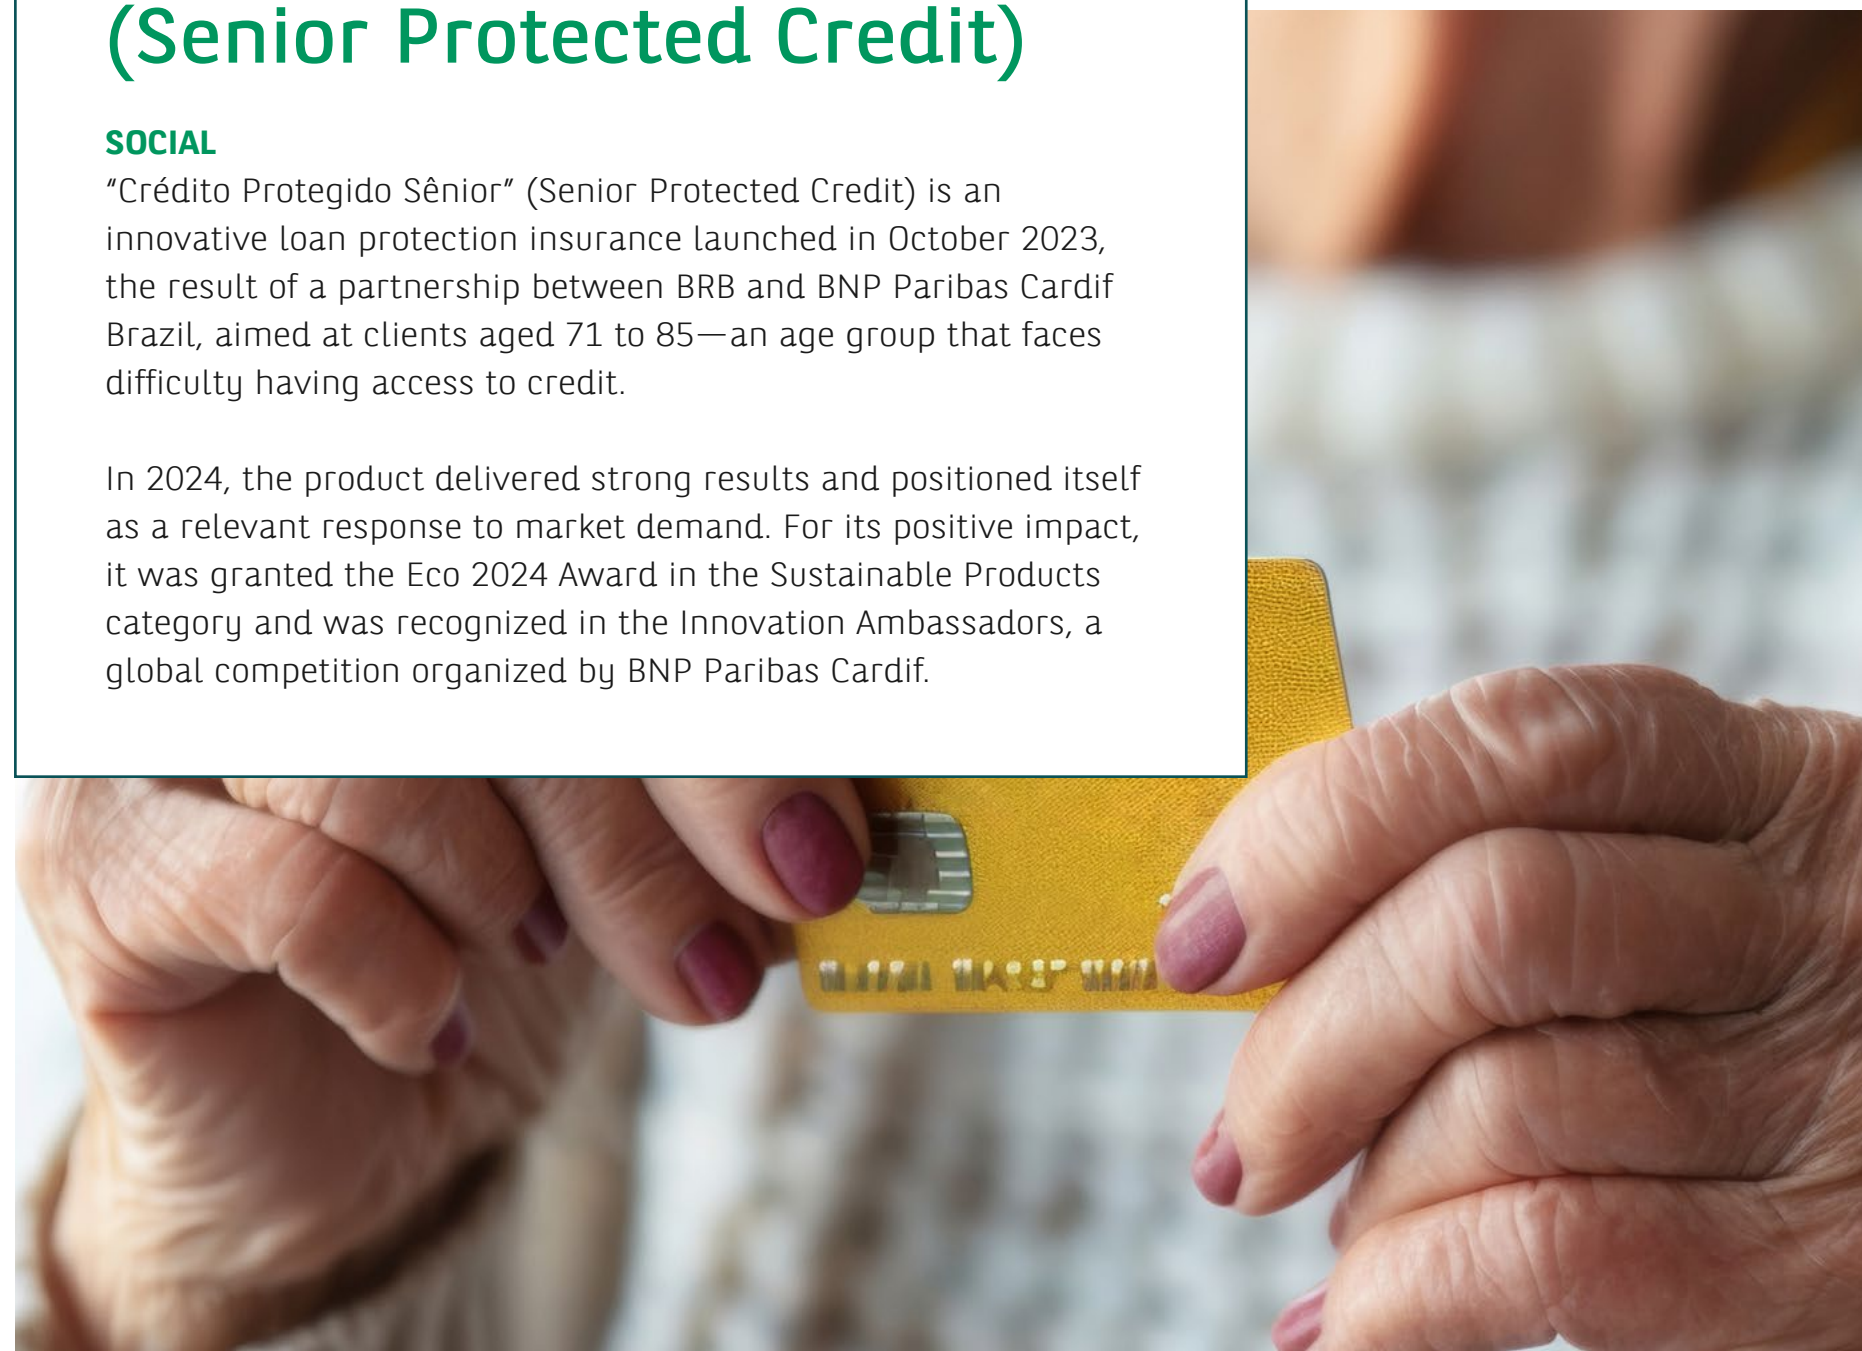 (Senior Protected Credit)
SOCIAL
“Crédito Protegido Sênior” (Senior Protected Credit) is an
innovative loan protection insurance launched in October 2023,
the result of a partnership between BRB and BNP Paribas Cardif
Brazil, aimed at clients aged 71 to 85—an age group that faces
difficulty having access to credit.
In 2024, the product delivered strong results and positioned itself
as a relevant response to market demand. For its positive impact,
it was granted the Eco 2024 Award in the Sustainable Products
category and was recognized in the Innovation Ambassadors, a
global competition organized by BNP Paribas Cardif.